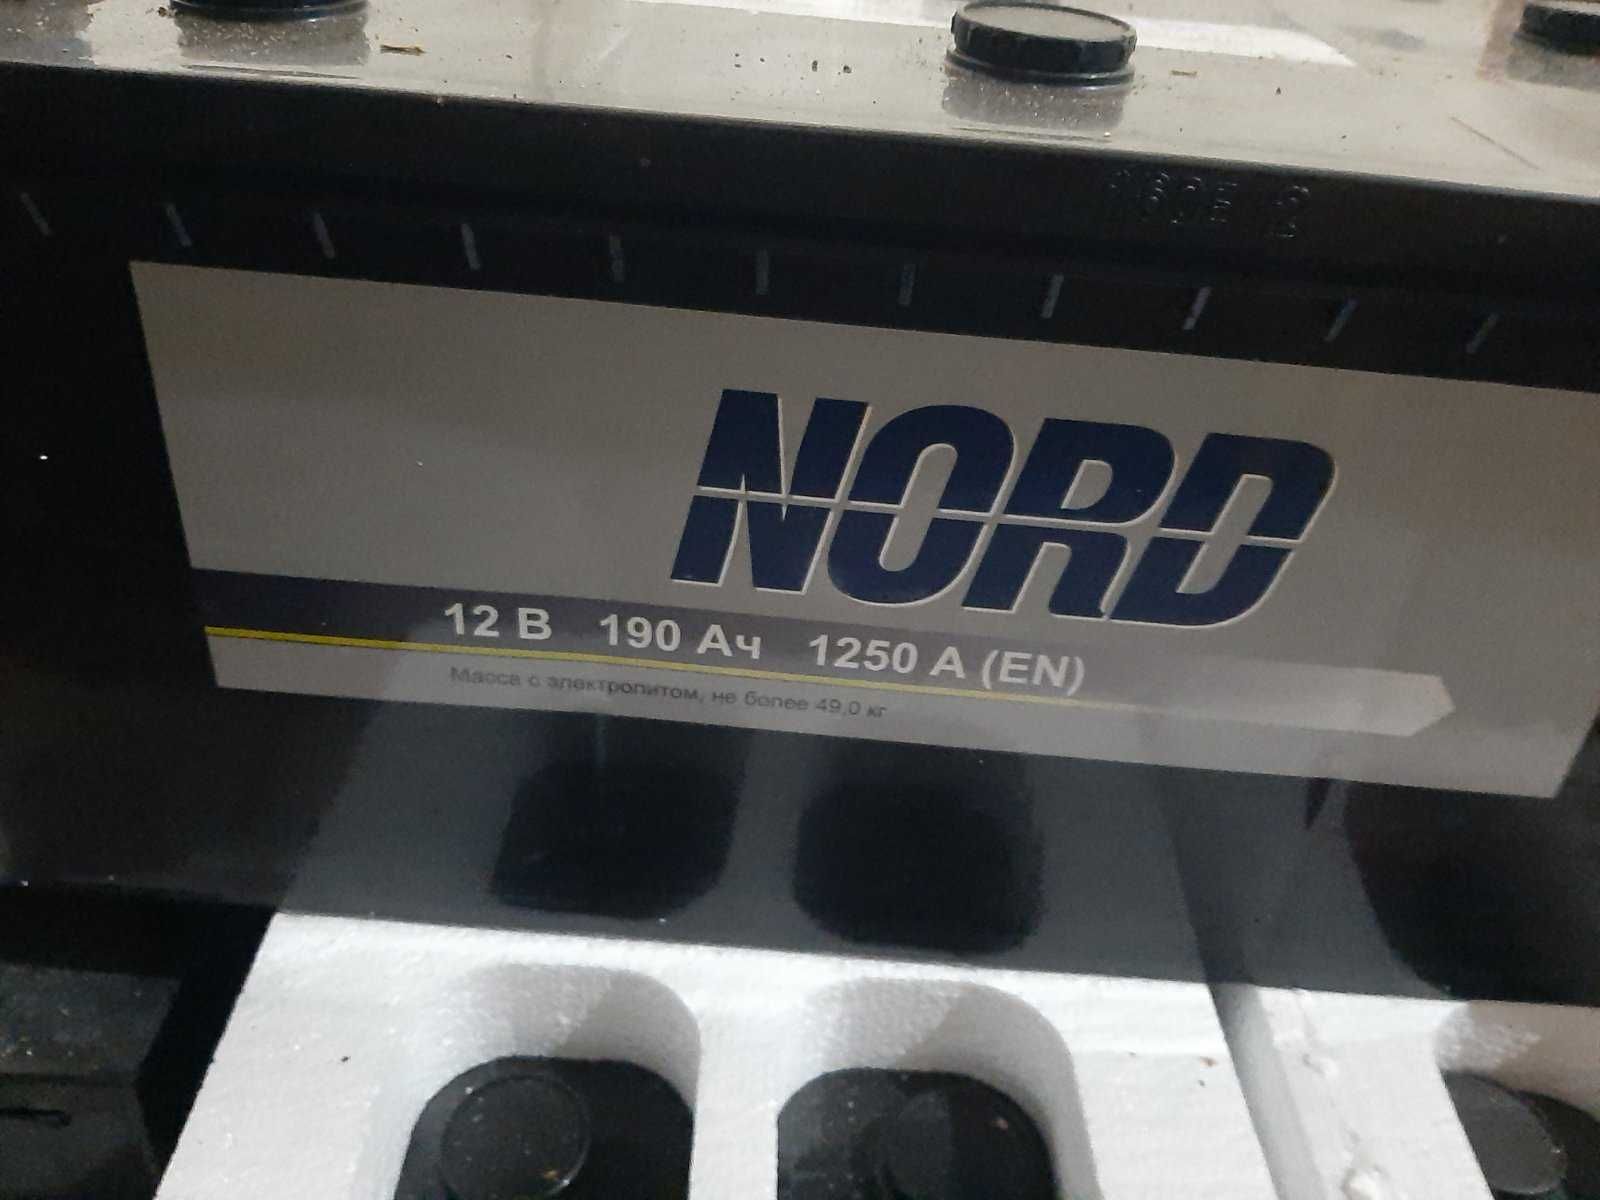 NORD
12 В 190 Ач 1250 А (EN)
Масса с электролитом, не более 49,0 кг